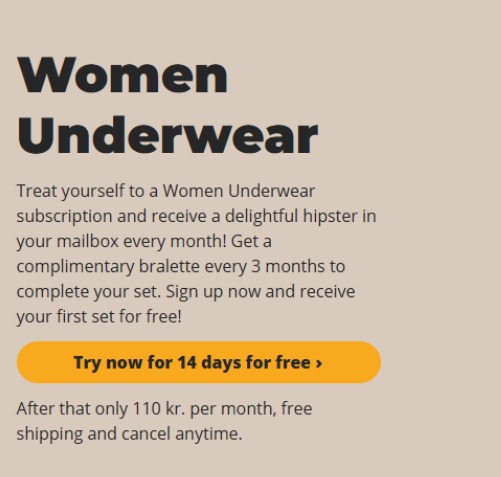 Women
Underwear
Treat yourself to a Women Underwear
subscription and receive a delightful hipster in
your mailbox every month! Get a
complimentary bralette every 3 months to
complete your set. Sign up now and receive
your first set for free!
Try now for 14 days for free ›
After that only 110 kr. per month, free
shipping and cancel anytime.